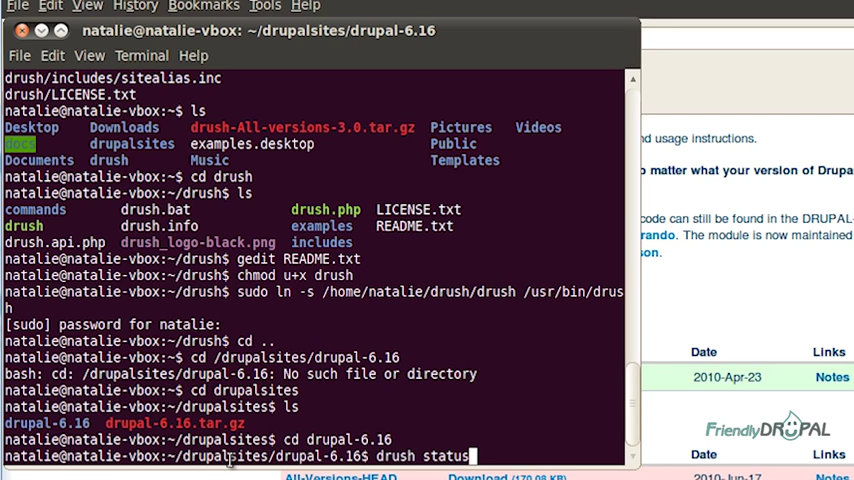 File Edit View History Bookmarks Tools Help
natalie@natalie-vbox: ~/drupalsites/drupal-6.16
File Edit View Terminal Help
drush/includes/sitealias.inc
drush/LICENSE.txt
natalie@natalie-vbox:~$ ls
Desktop Downloads drush-All-versions-3.0.tar.gz Pictures Videos
docs drupalsites examples.desktop Public
Documents drush Music Templates
natalie@natalie-vbox:~$ cd drush
natalie@natalie-vbox:~/drush$ ls
commands drush.bat drush.php LICENSE.txt
drush drush.info examples README.txt
drush.api.php drush_logo-black.png includes
natalie@natalie-vbox:~/drush$ gedit README.txt
natalie@natalie-vbox:~/drush$ chmod u+x drush
natalie@natalie-vbox:~/drush$ sudo ln -s /home/natalie/drush/drush /usr/bin/drus
h
[sudo] password for natalie:
natalie@natalie-vbox:~/drush$ cd ..
natalie@natalie-vbox:~$ cd /drupalsites/drupal-6.16
bash: cd: /drupalsites/drupal-6.16: No such file or directory
natalie@natalie-vbox:~$ cd drupalsites
natalie@natalie-vbox:~/drupalsites$ ls
drupal-6.16 drupal-6.16.tar.gz
natalie@natalie-vbox:~/drupalsites$ cd drupal-6.16
natalie@natalie-vbox:~/drupalsites/drupal-6.16$ drush status
nd usage instructions.
o matter what your version of Drupa
code can still be found in the DRUPAL-
rando. The module is now maintained
son.
Date Links
2010-Apr-23 Notes
FriendlyDRUPAL
Date Links
All-Versions-HEAD Download (170.08 KB) 2010-Jun-17 Notes